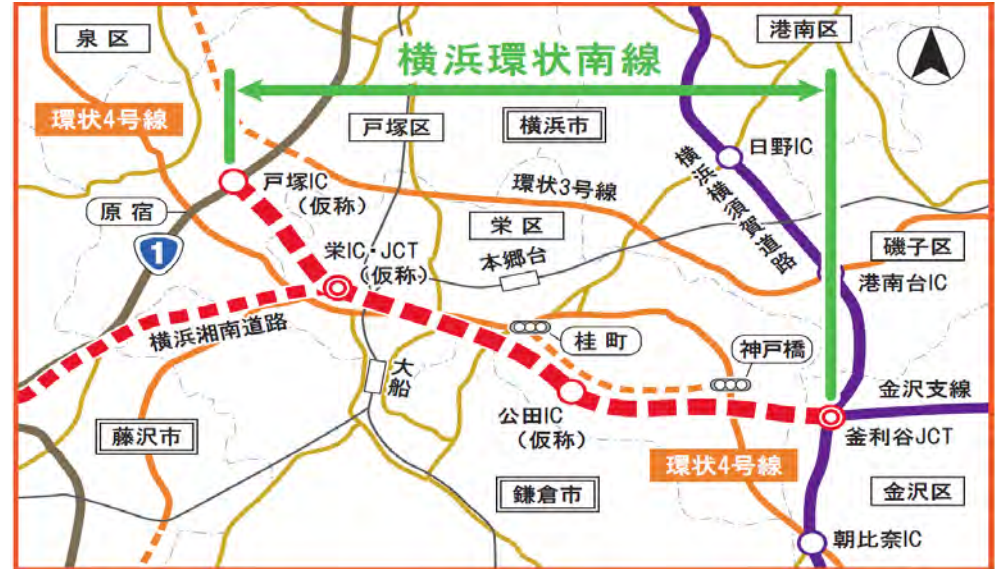 泉区
港南区
横浜環状南線
環状4号線
戸塚区
横浜市
日野IC
横浜横須賀道路
戸塚IC
(仮称)
環状3号線
原宿
栄区
1
栄IC・JCT
(仮称)
本郷台
磯子区
港南台IC
横浜湘南道路
桂町
神戸橋
大船
金沢支線
公田IC
(仮称)
釜利谷JCT
藤沢市
環状4号線
鎌倉市
金沢区
朝比奈IC